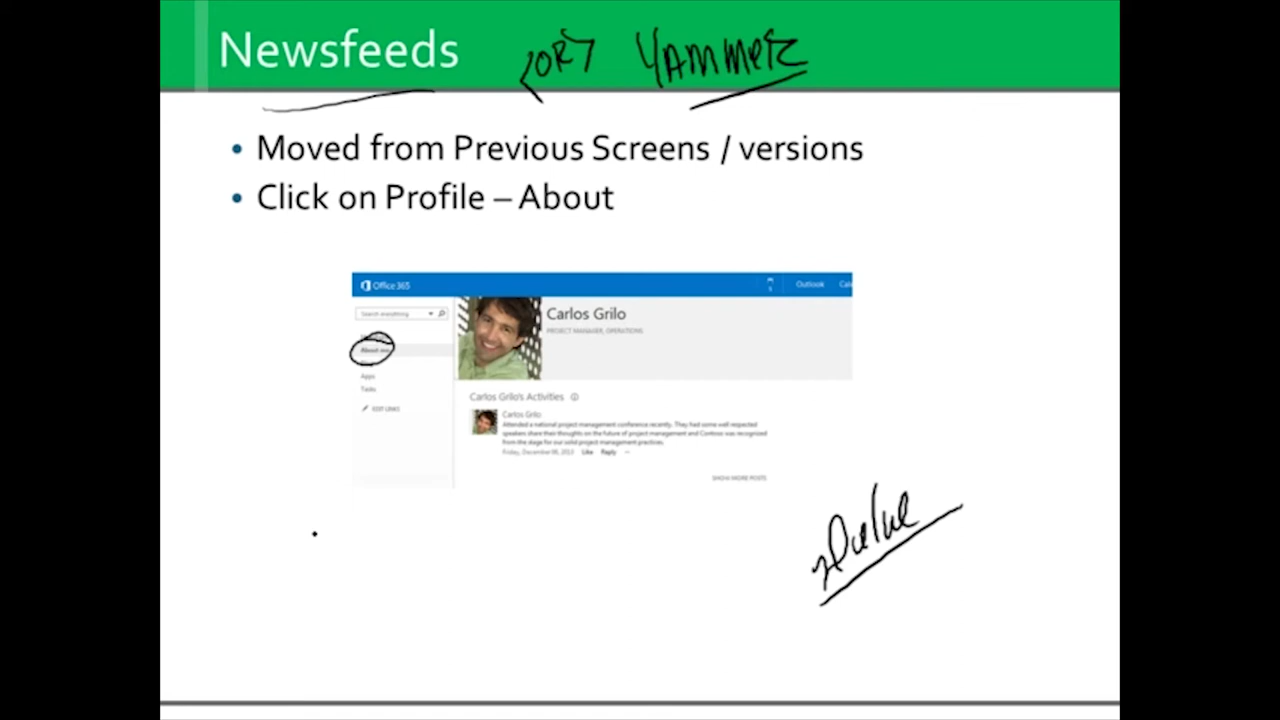 Newsfeeds <OR> YAMMER
• Moved from Previous Screens / versions
• Click on Profile – About
Office 365
Outlook
Search everything
Carlos Grilo
PROJECT MANAGER, OPERATIONS
About me
Apps
Tasks
EDIT LINKS
Carlos Grilo's Activities
Carlos Grilo
Attended a national project management conference recently. They had some well respected
speakers share their thoughts on the future of project management and Contoso was recognized
from the stage for our solid project management practices.
Friday, December 06, 2013 Like Reply
SHOW MORE POSTS